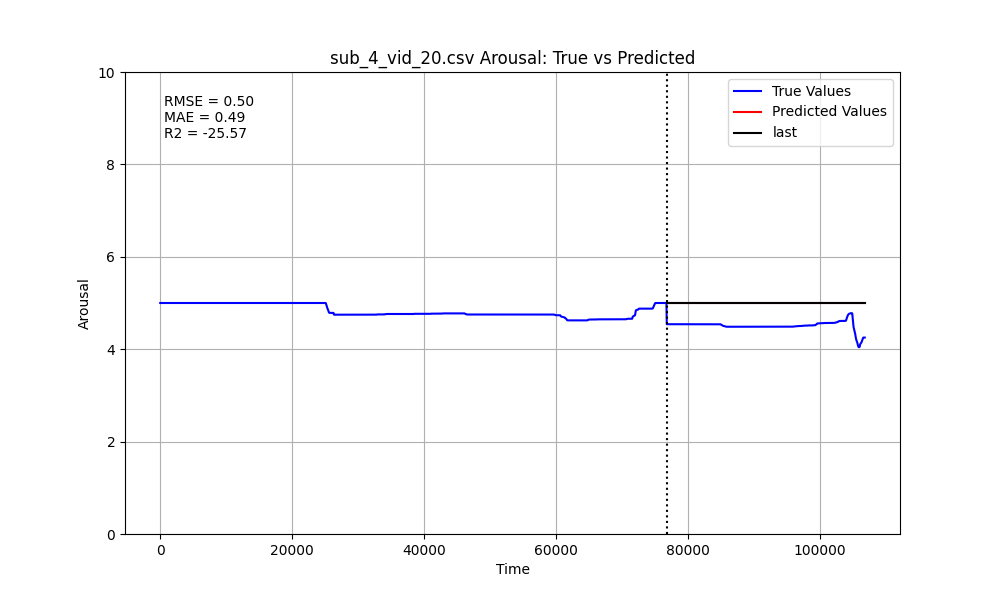 sub_4_vid_20.csv Arousal: True vs Predicted
RMSE = 0.50
MAE = 0.49
R2 = -25.57
True Values
Predicted Values
last
10
8
6
4
2
0
Arousal
0
20000
40000
60000
80000
100000
Time